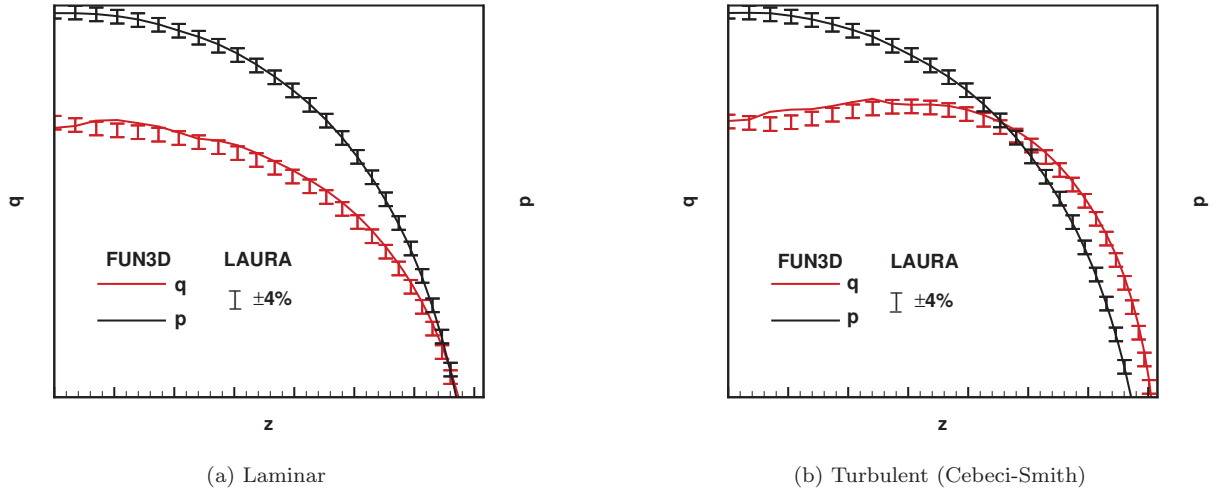 q
p
FUN3D
LAURA
q
±4%
p
z
(a) Laminar
q
p
FUN3D
LAURA
q
±4%
p
z
(b) Turbulent (Cebeci-Smith)